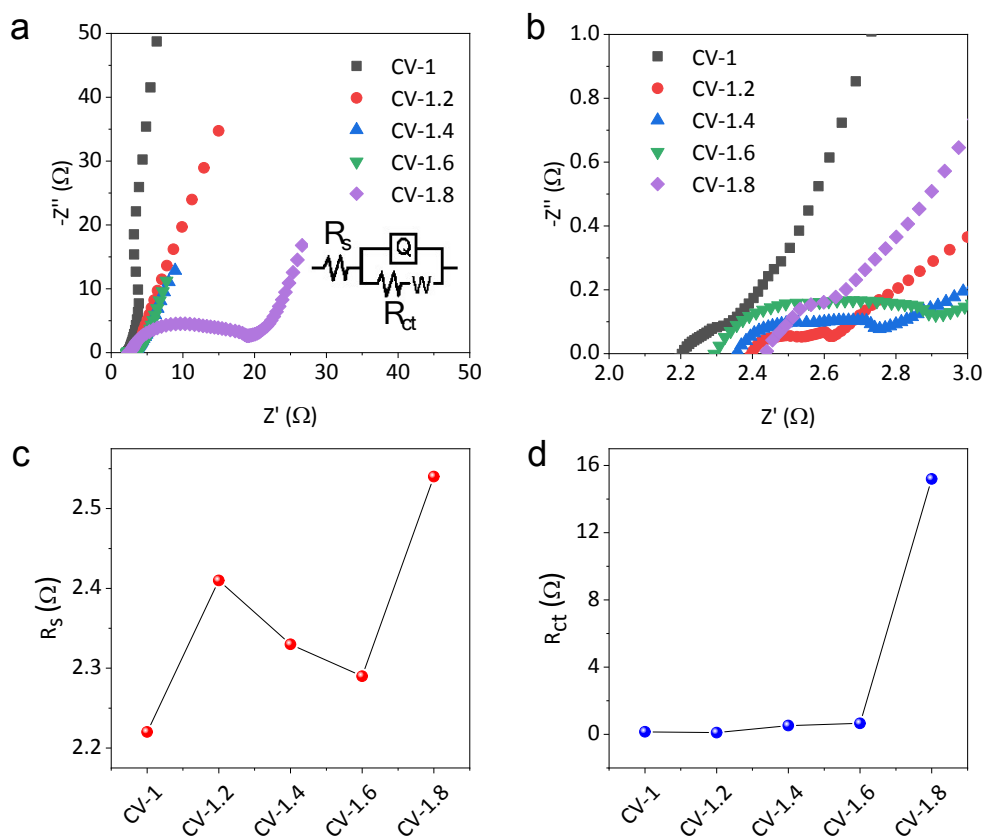 a
50
40
30
20
10
0
-Z'' (Ω)
CV-1
CV-1.2
CV-1.4
CV-1.6
CV-1.8
Rs
Q
W
Rct
0 10 20 30 40 50
Z' (Ω)
b
1.0
0.8
0.6
0.4
0.2
0.0
-Z'' (Ω)
CV-1
CV-1.2
CV-1.4
CV-1.6
CV-1.8
2.0 2.2 2.4 2.6 2.8 3.0
Z' (Ω)
c
2.5
2.4
2.3
2.2
Rs (Ω)
CV-1 CV-1.2 CV-1.4 CV-1.6 CV-1.8
d
16
12
8
4
0
Rct (Ω)
CV-1 CV-1.2 CV-1.4 CV-1.6 CV-1.8